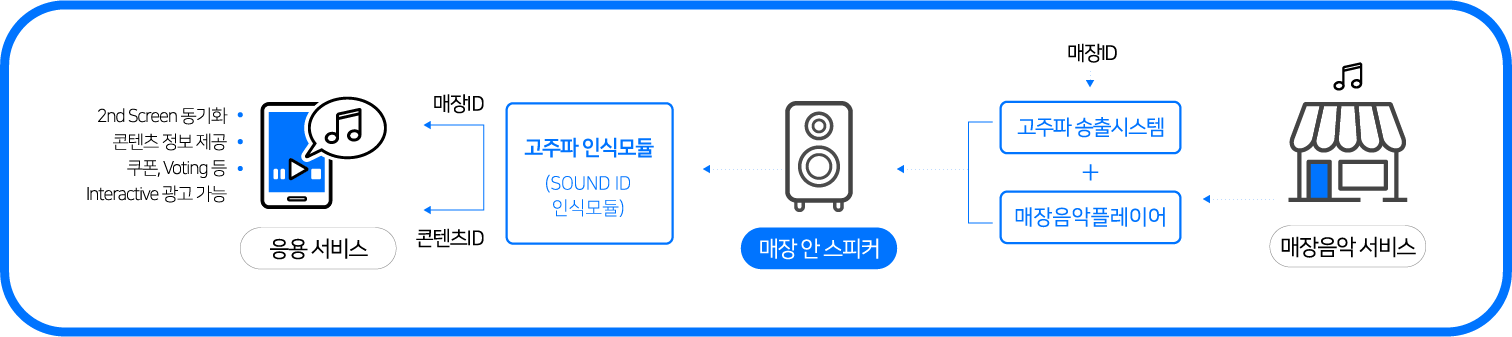 2nd Screen 동기화
콘텐츠 정보 제공
쿠폰, Voting 등
Interactive 광고 가능
응용 서비스
매장ID
콘텐츠ID
고주파 인식모듈
(SOUND ID
인식모듈)
매장 안 스피커
매장ID
고주파 송출시스템
+
매장음악플레이어
매장음악 서비스